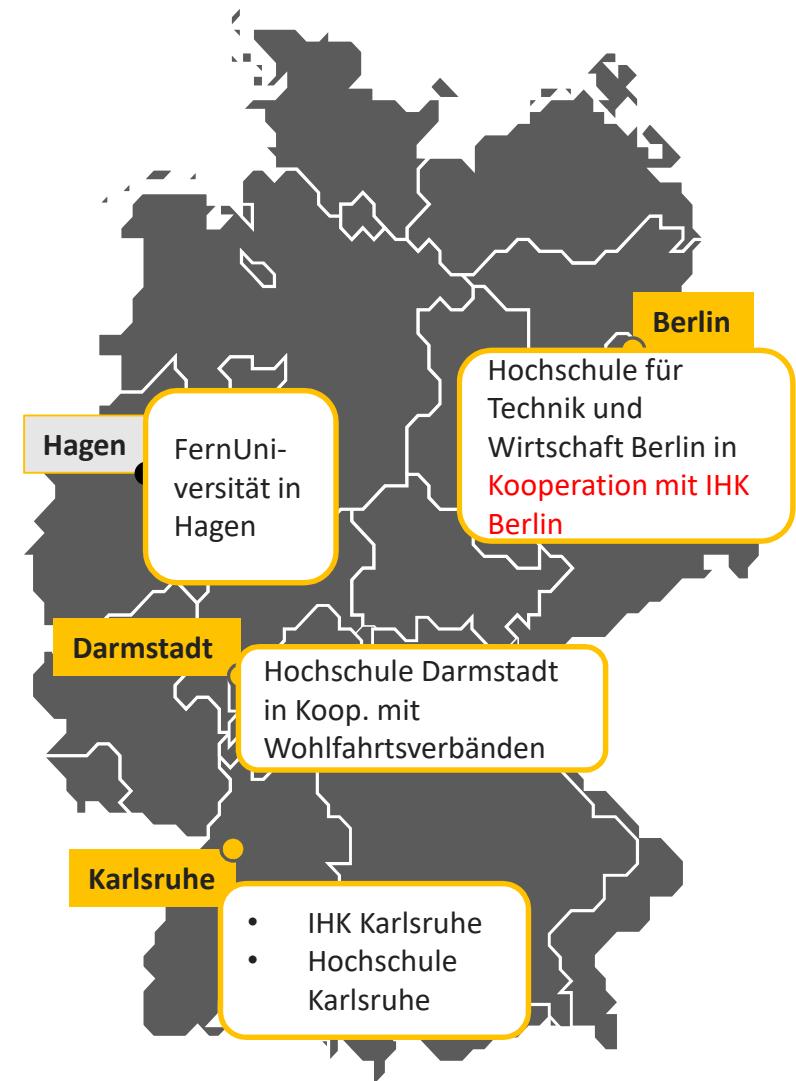 Berlin
Hochschule für
Technik und
Wirtschaft Berlin in
Kooperation mit IHK
Berlin
Hagen
FernUni-
versität in
Hagen
Darmstadt
Hochschule Darmstadt
in Koop. mit
Wohlfahrtsverbänden
Karlsruhe
• IHK Karlsruhe
• Hochschule
Karlsruhe